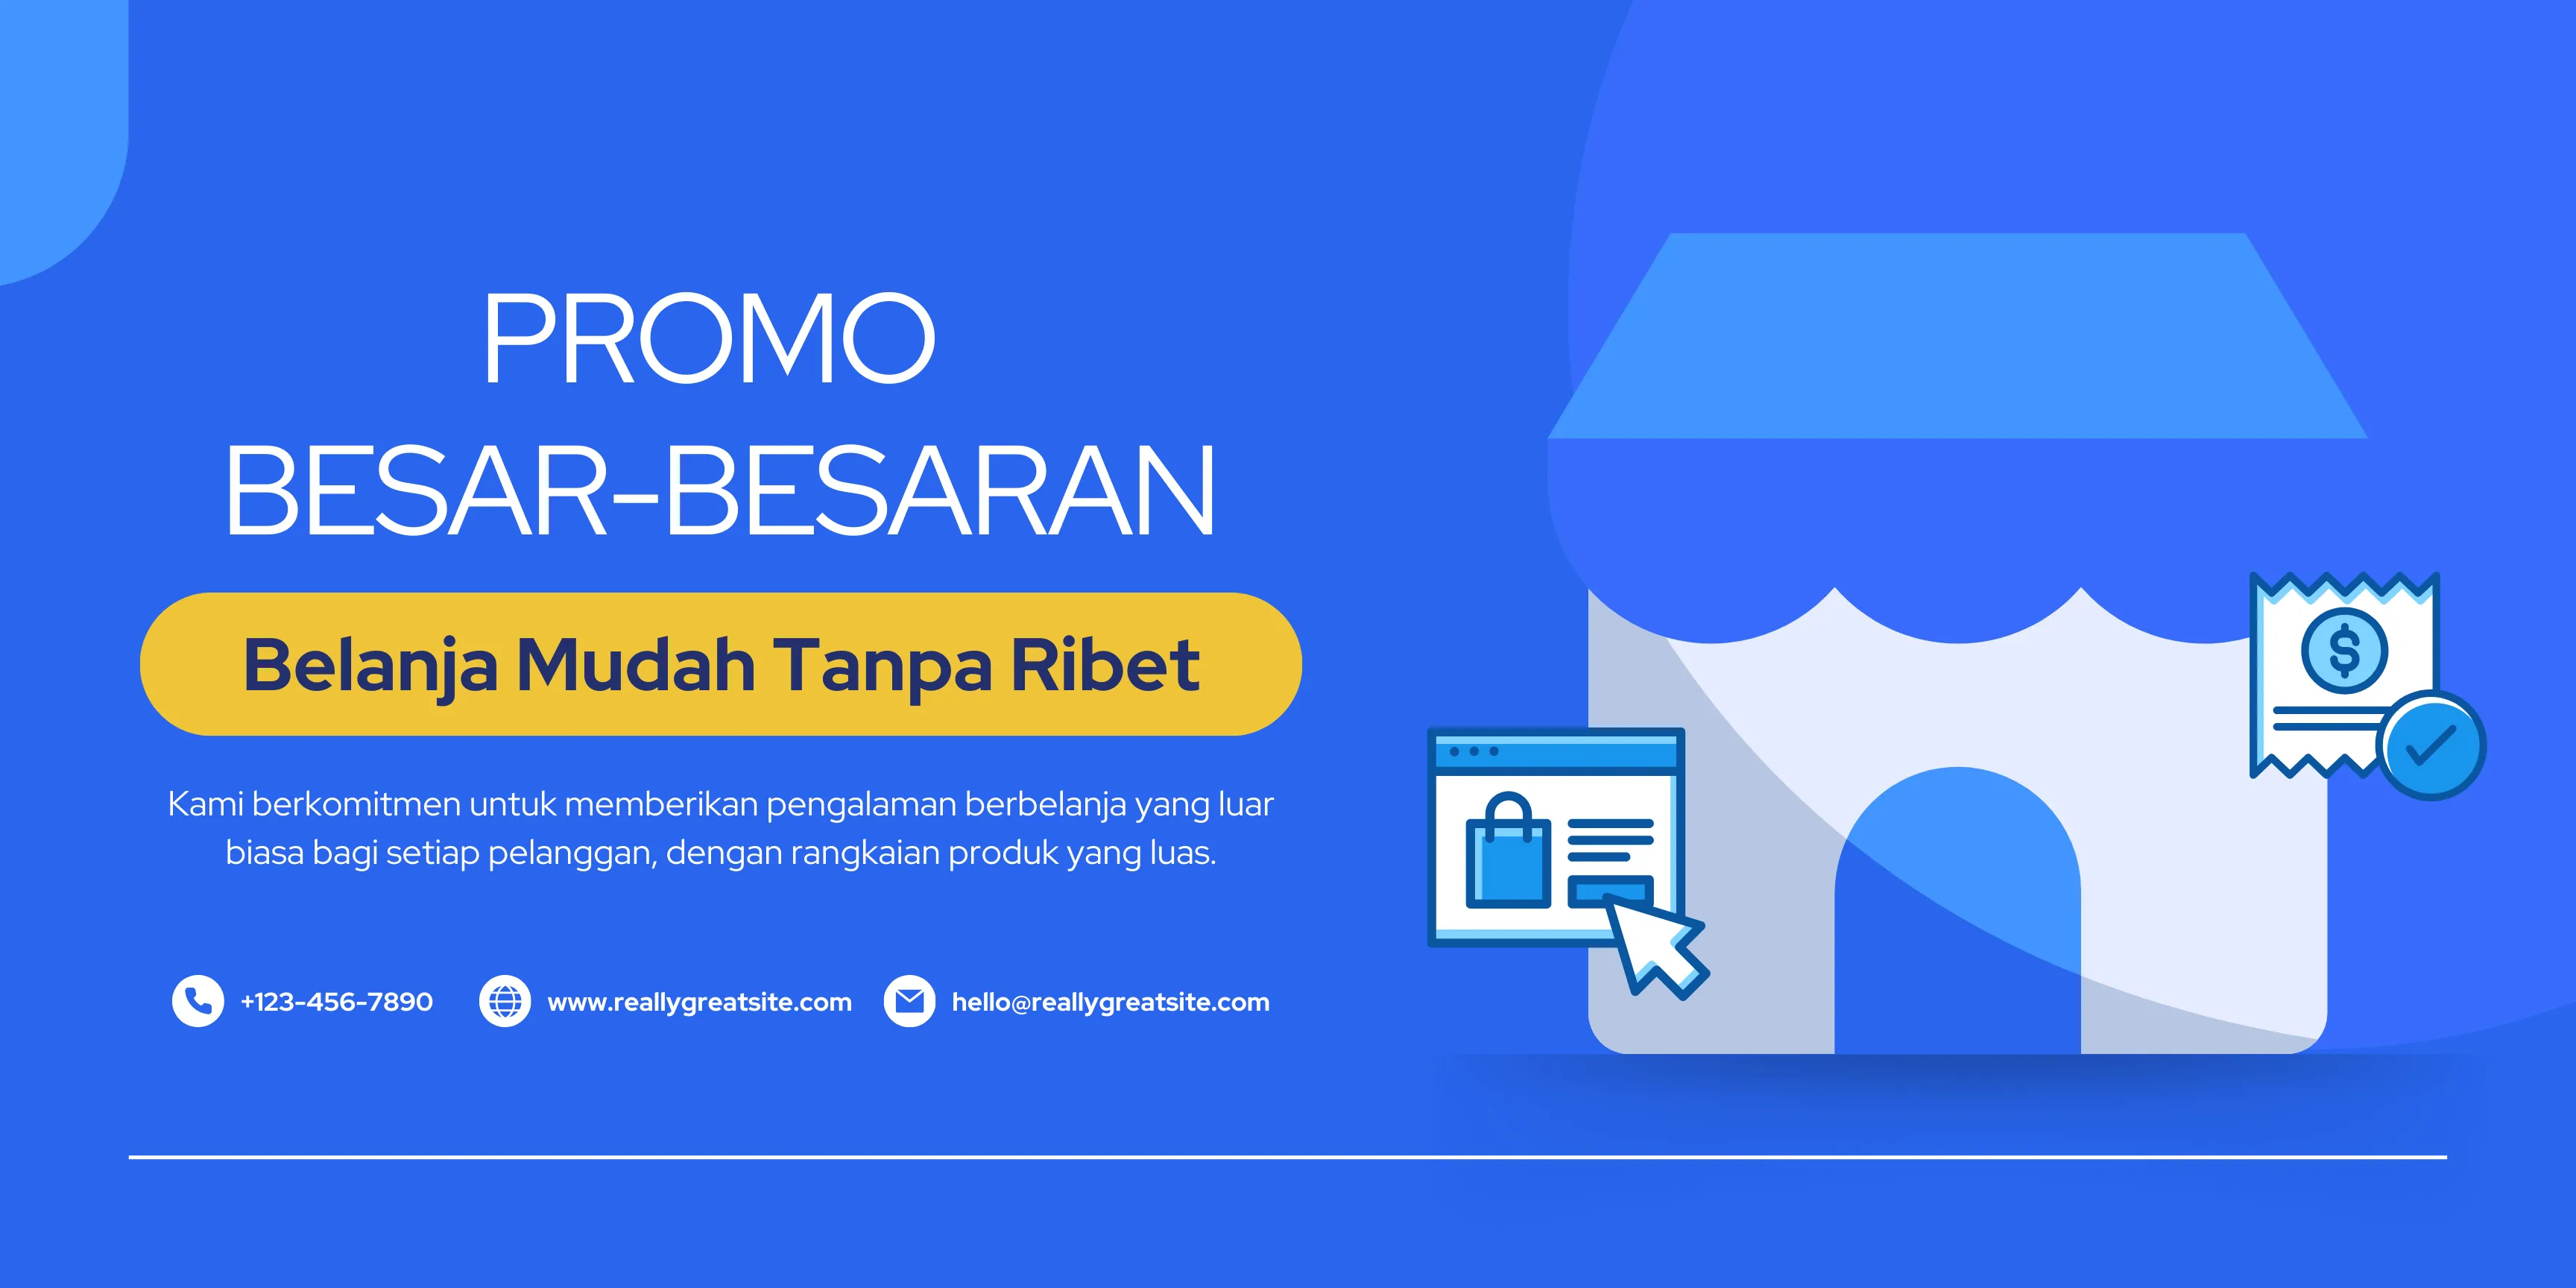 PROMO
BESAR-BESARAN
Belanja Mudah Tanpa Ribet
Kami berkomitmen untuk memberikan pengalaman berbelanja yang luar
biasa bagi setiap pelanggan, dengan rangkaian produk yang luas.
+123-456-7890 www.reallygreatsite.com hello@reallygreatsite.com
$